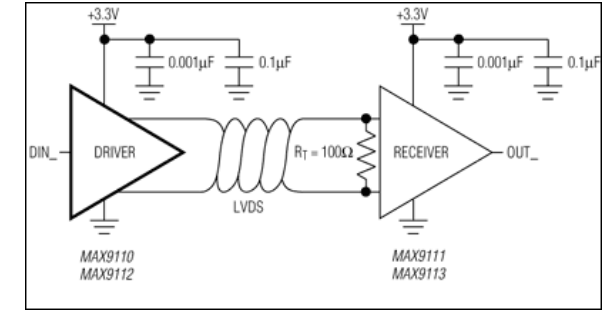 +3.3V
+3.3V
0.001µF
0.1µF
0.001µF
0.1µF
DIN_
DRIVER
R_T = 100Ω
RECEIVER
OUT_
LVDS
MAX9110
MAX9112
MAX9111
MAX9113